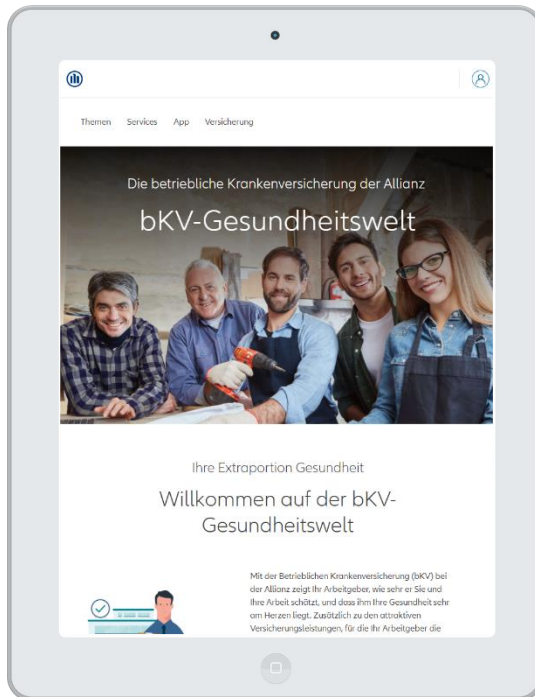 Themen Services App Versicherung
Die betriebliche Krankenversicherung der Allianz
bKV-Gesundheitswelt
Ihre Extraportion Gesundheit
Willkommen auf der bKV-
Gesundheitswelt
Mit der Betrieblichen Krankenversicherung (bKV) bei
der Allianz zeigt Ihr Arbeitgeber, wie sehr er Sie und
Ihre Arbeit schätzt, und dass ihm Ihre Gesundheit sehr
am Herzen liegt. Zusätzlich zu den attraktiven
Versicherungsleistungen, für die Ihr Arbeitgeber die